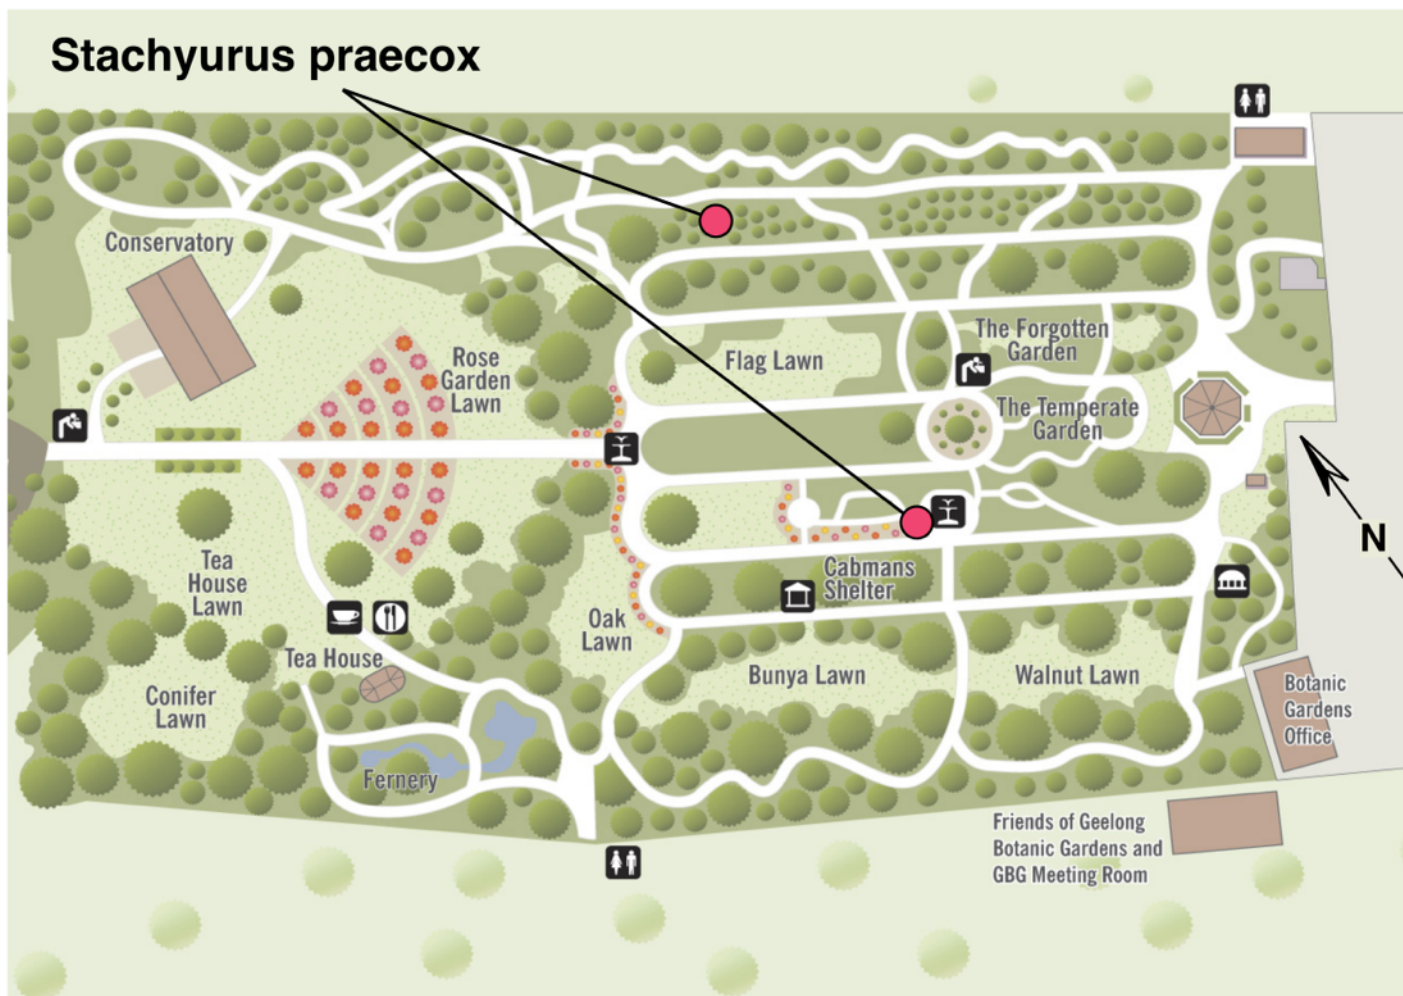 Stachyurus praecox
Conservatory
Rose
Garden
Lawn
Flag Lawn
The Forgotten
Garden
The Temperate
Garden
N
Tea
House
Lawn
Cabmans
Shelter
Oak
Lawn
Tea House
Bunya Lawn
Walnut Lawn
Conifer
Lawn
Botanic
Gardens
Office
Fernery
Friends of Geelong
Botanic Gardens and
GBG Meeting Room